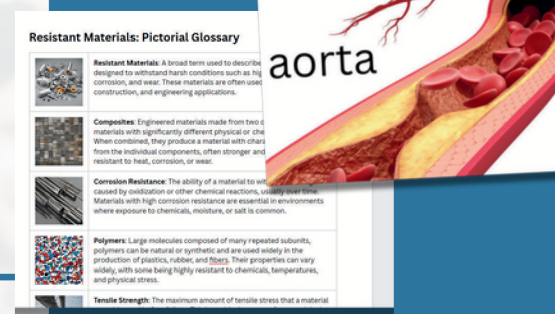 Resistant Materials: Pictorial Glossary
aorta
Resistant Materials: A broad term used to describe
designed to withstand harsh conditions such as hig
corrosion, and wear. These materials are often used
construction, and engineering applications.
Composites: Engineered materials made from two o
materials with significantly different physical or che
When combined, they produce a material with chara
from the individual components, often stronger and
resistant to heat, corrosion, or wear.
Corrosion Resistance: The ability of a material to wit
caused by oxidization or other chemical reactions, usually over time.
Materials with high corrosion resistance are essential in environments
where exposure to chemicals, moisture, or salt is common.
Polymers: Large molecules composed of many repeated subunits,
polymers can be natural or synthetic and are used widely in the
production of plastics, rubber, and fibers. Their properties can vary
widely, with some being highly resistant to chemicals, temperatures,
and physical stress.
Tensile Strength: The maximum amount of tensile stress that a material